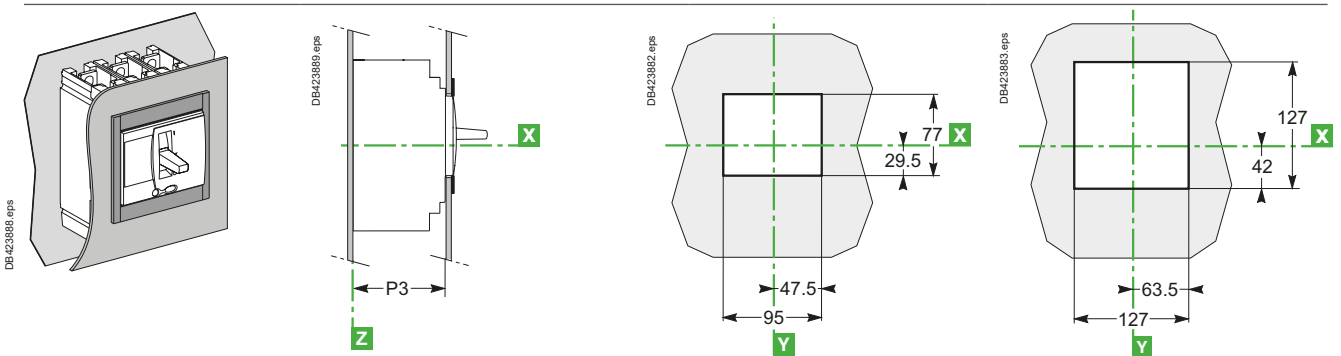 DB423888.eps
DB423889.eps
X
P3
Z
DB423882.eps
77
X
29.5
47.5
95
Y
DB423883.eps
127
X
42
63.5
127
Y